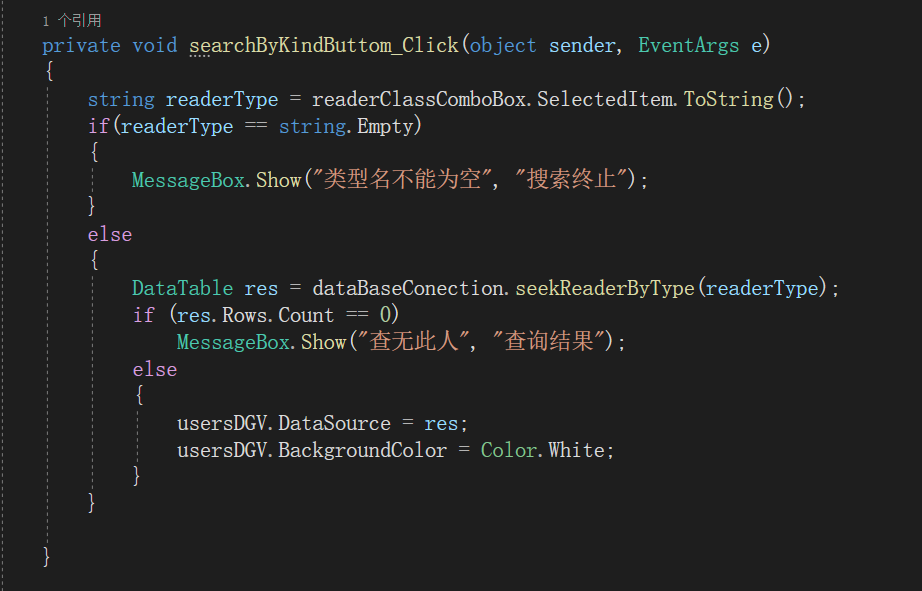 1 个引用
private void searchByKindButtom_Click(object sender, EventArgs e)
{
string readerType = readerClassComboBox.SelectedItem.ToString();
if(readerType == string.Empty)
{
MessageBox.Show("类型名不能为空", "搜索终止");
}
else
{
DataTable res = dataBaseConection.seekReaderByType(readerType);
if (res.Rows.Count == 0)
MessageBox.Show("查无此人", "查询结果");
else
{
usersDGV.DataSource = res;
usersDGV.BackgroundColor = Color.White;
}
}
}